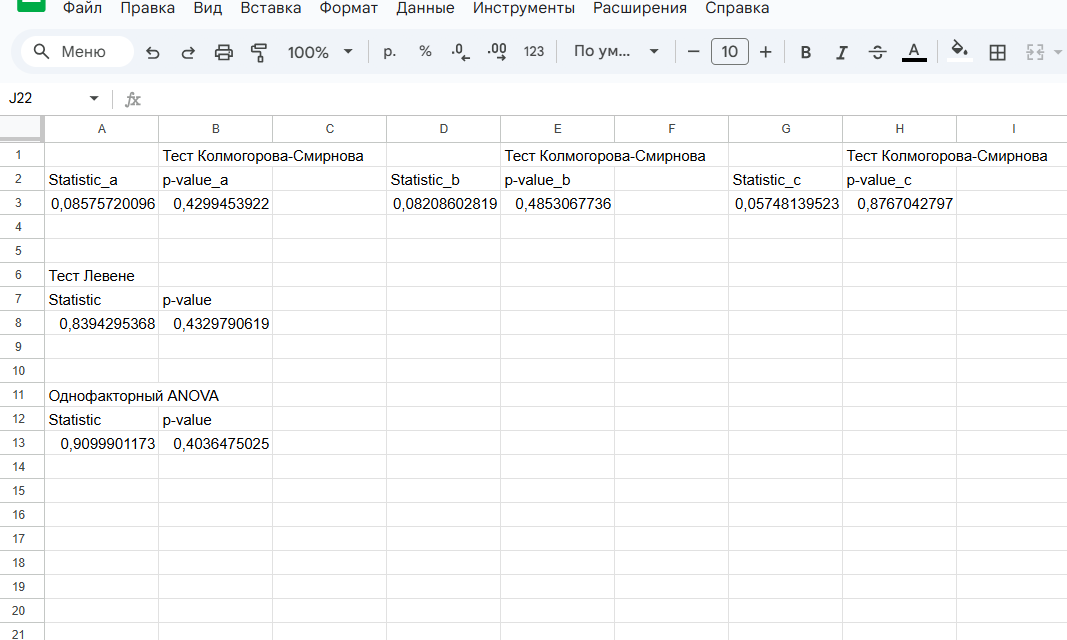 Файл Правка Вид Вставка Формат Данные Инструменты Расширения Справка
Меню 100% р. % .0 .00 123 По ум... 10 B I A
J22 fx
A B C D E F G H I
1 Тест Колмогорова-Смирнова Тест Колмогорова-Смирнова Тест Колмогорова-Смирнова
2 Statistic_a p-value_a Statistic_b p-value_b Statistic_c p-value_c
3 0,08575720096 0,4299453922 0,08208602819 0,4853067736 0,05748139523 0,8767042797
4
5
6 Тест Левене
7 Statistic p-value
8 0,8394295368 0,4329790619
9
10
11 Однофакторный ANOVA
12 Statistic p-value
13 0,9099901173 0,4036475025
14
15
16
17
18
19
20
21